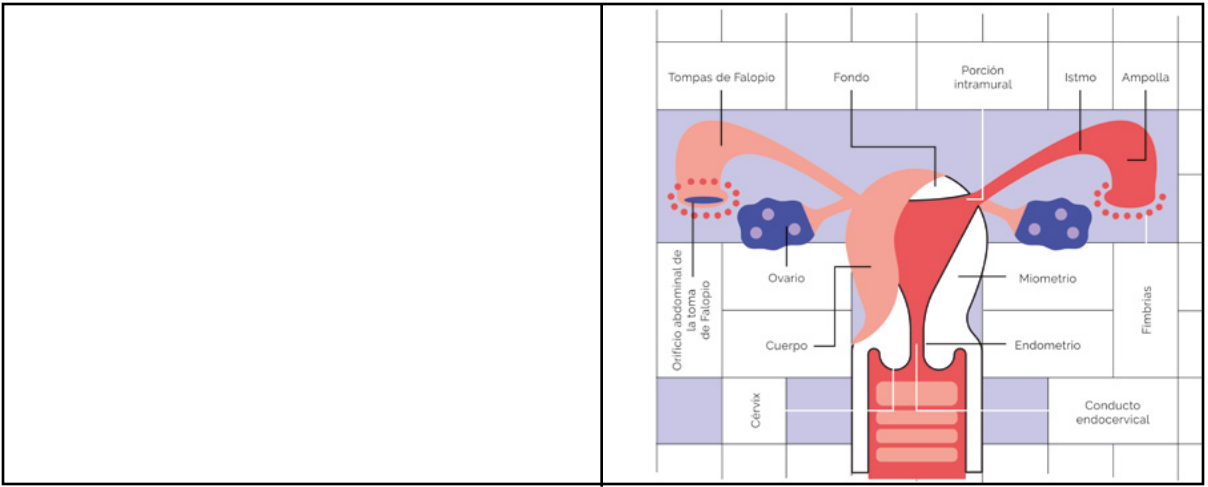 Tompas de Falopio
Fondo
Porción
intramural
Istmo
Ampolla
Orificio abdominal de
la toma
de Falopio
Ovario
Miometrio
Fimbrias
Cuerpo
Endometrio
Cérvix
Conducto
endocervical